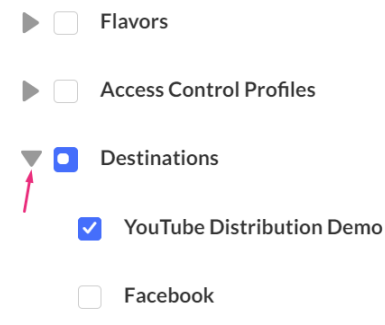 Flavors
Access Control Profiles
Destinations
YouTube Distribution Demo
Facebook